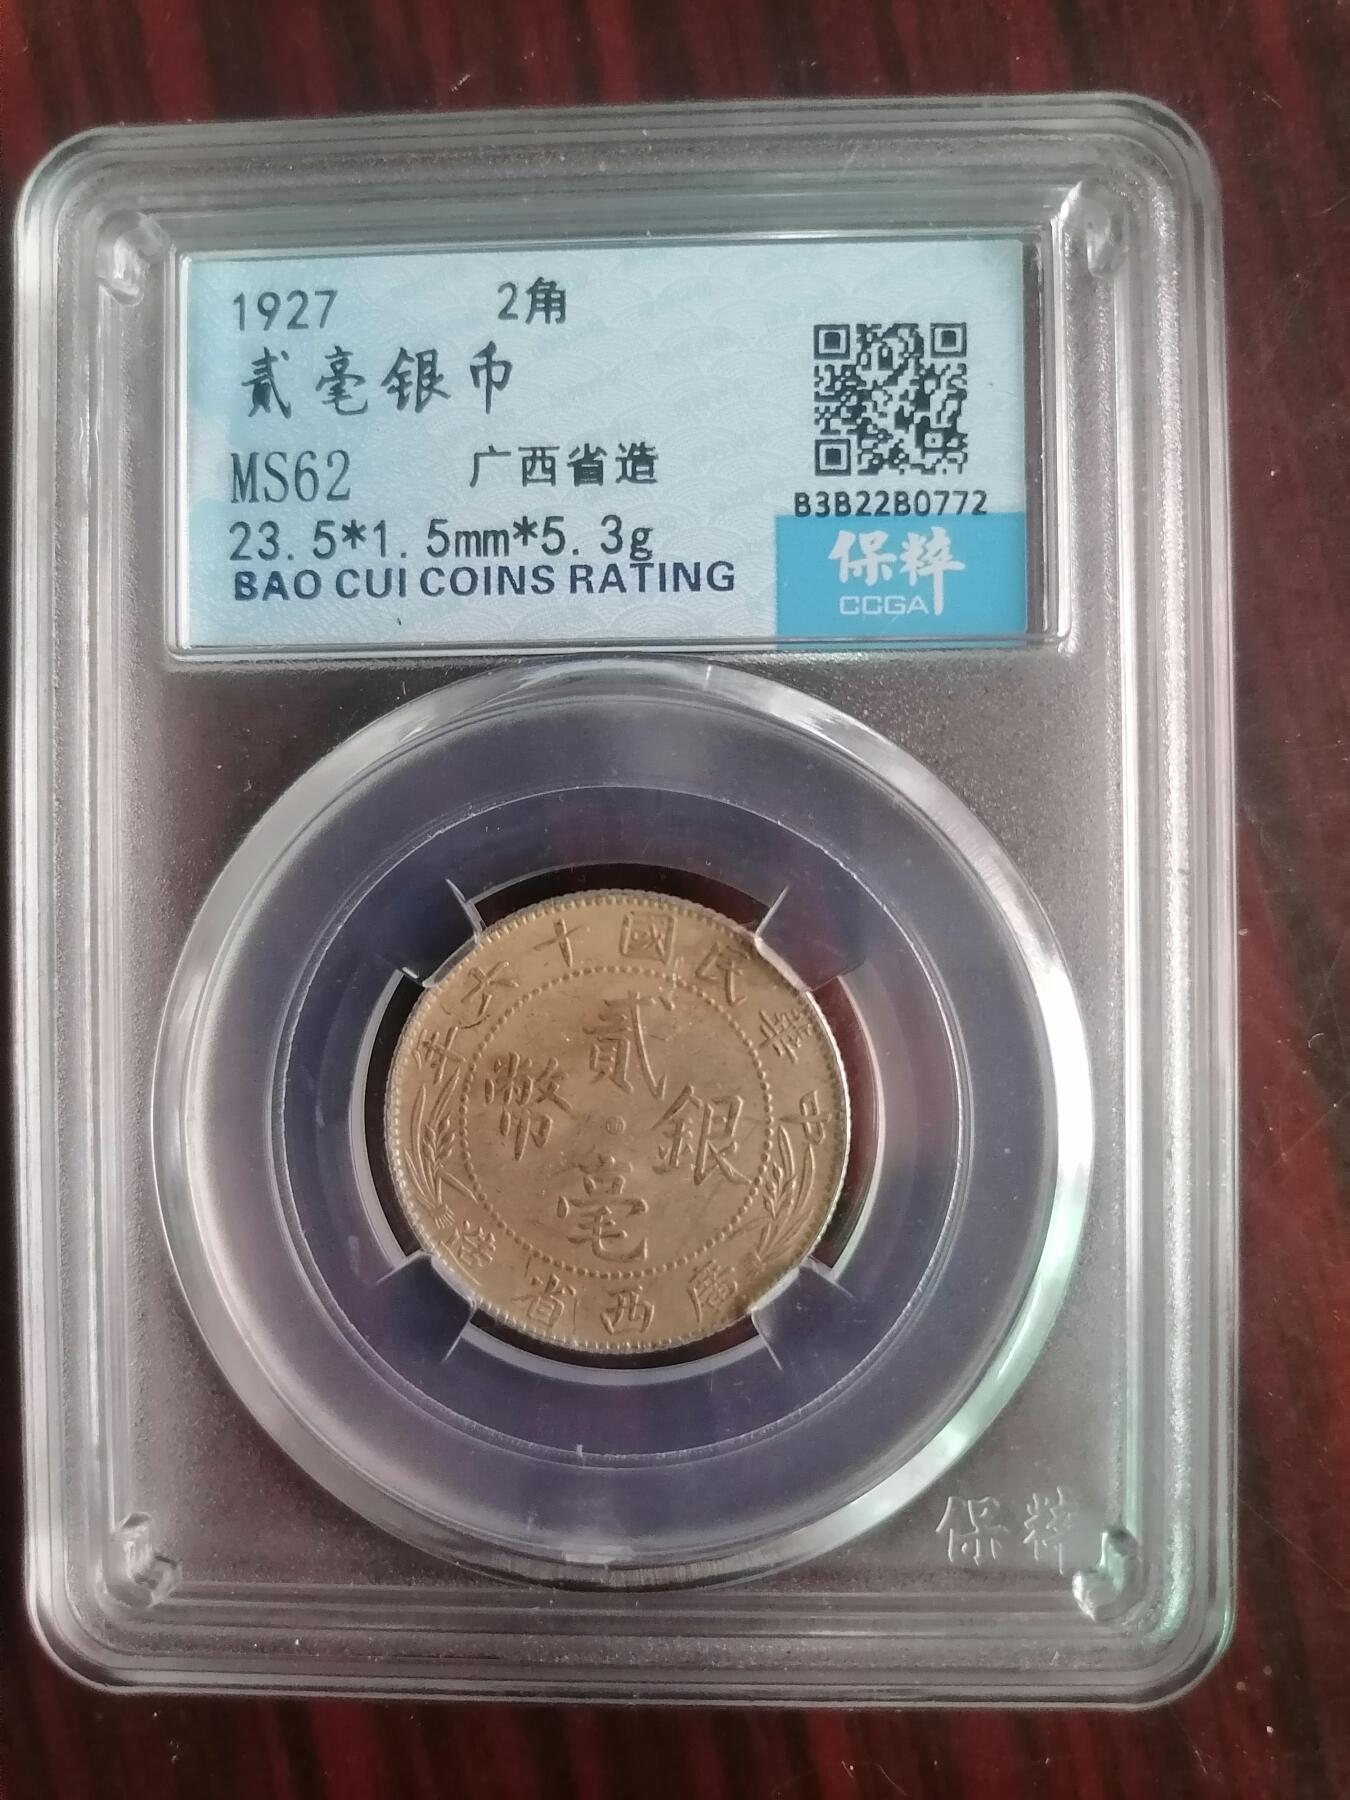 1927 2角
貳毫银币
MS62 广西省造
23.5*1.5mm*5.3g
BAO CUI COINS RATING
B3B22B0772
保粹
CCGA
中華民國十六年
貳毫銀幣
廣西省造
保粹